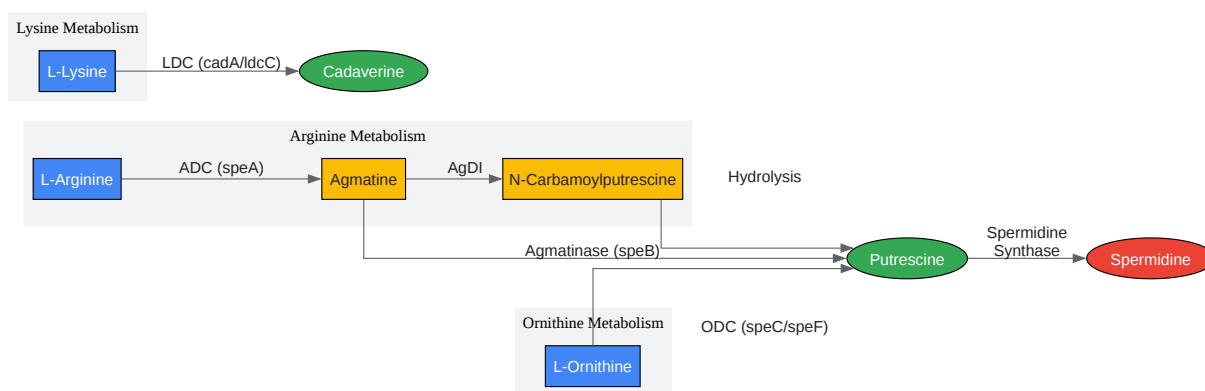 Lysine Metabolism
L-Lysine
LDC (cadA/ldcC)
Cadaverine
Arginine Metabolism
L-Arginine
ADC (speA)
Agmatine
AgDI
N-Carbamoylputrescine
Hydrolysis
Agmatinase (speB)
Putrescine
Spermidine
Synthase
Spermidine
Ornithine Metabolism
ODC (speC/speF)
L-Ornithine